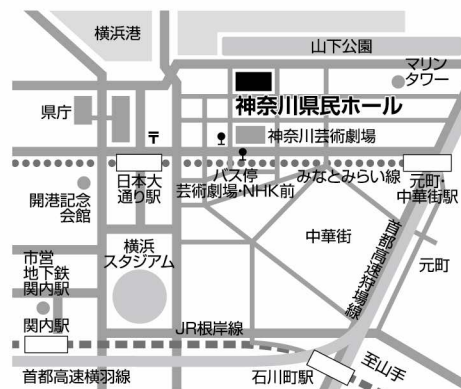 横浜港
山下公園
マリン
タワー
神奈川県民ホール
県庁
〒
神奈川芸術劇場
日本大
通り駅
バス停
芸術劇場・NHK前
みなとみらい線
元町・
中華街駅
開港記念
会館
横浜
スタジアム
中華街
首都高速狩場線
元町
市営
地下鉄
関内駅
関内駅
JR根岸線
首都高速横羽線
石川町駅
至山手